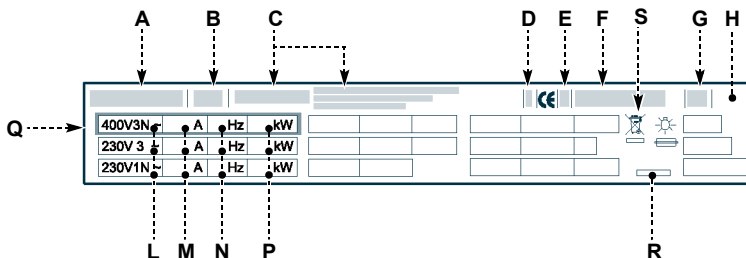 A B C D E F S G H
CE
Q
400V3N~ A Hz kW
230V 3 ~ A Hz kW
230V1N~ A Hz kW
L M N P R